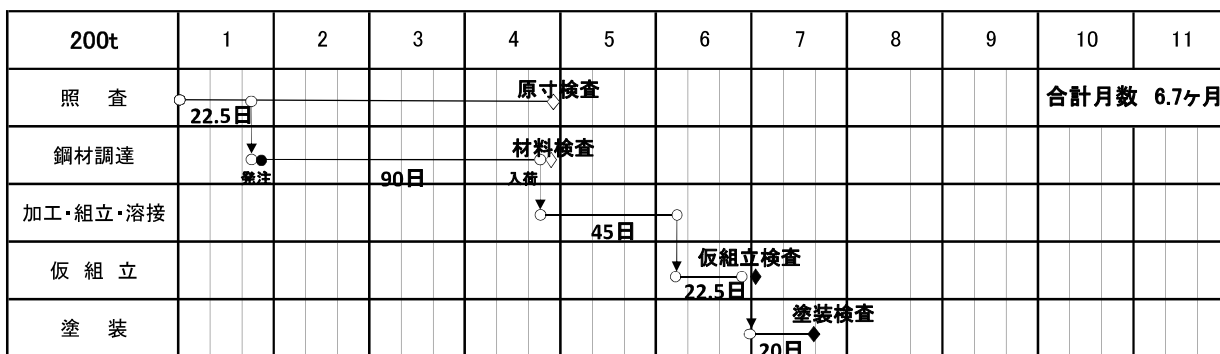 200t 1 2 3 4 5 6 7 8 9 10 11
照 査 22.5日 原寸検査 合計月数 6.7ヶ月
鋼材調達 発注 90日 入荷 材料検査
加工・組立・溶接 45日
仮 組 立 22.5日 仮組立検査
塗 装 20日 塗装検査